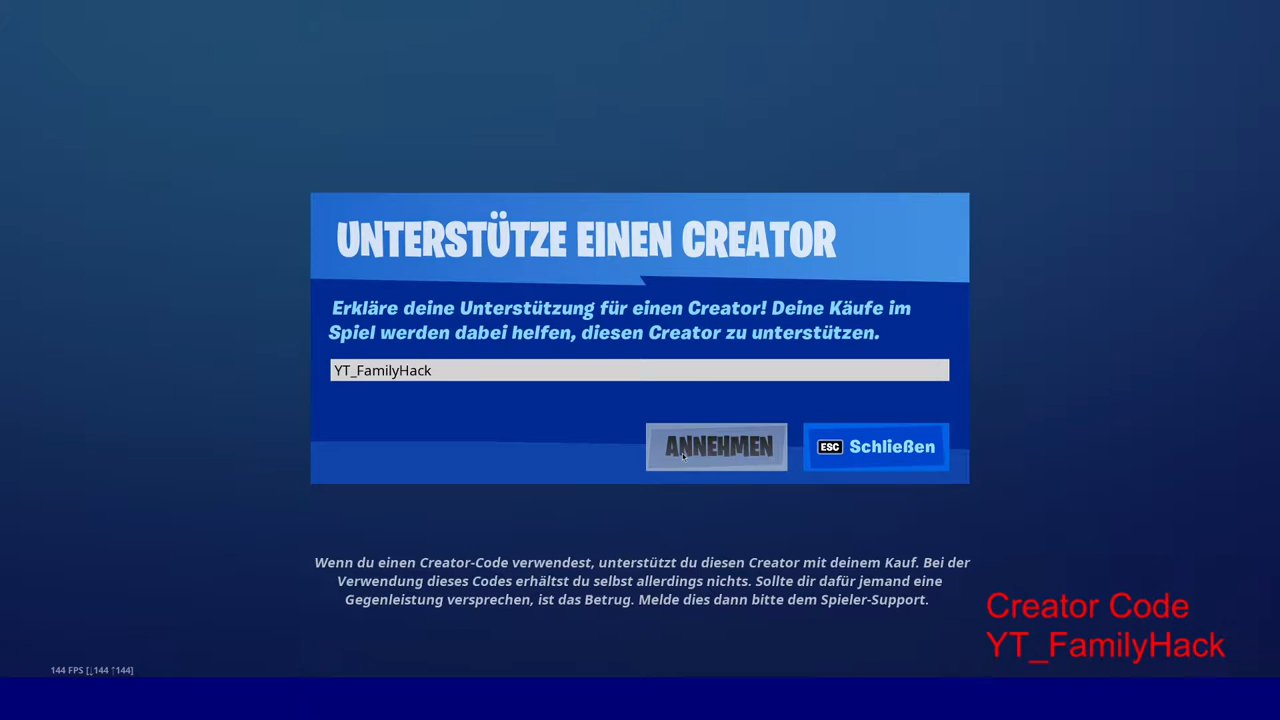 UNTERSTÜTZE EINEN CREATOR
Erkläre deine Unterstützung für einen Creator! Deine Käufe im
Spiel werden dabei helfen, diesen Creator zu unterstützen.
YT_FamilyHack
ANNEHMEN
ESC Schließen
Wenn du einen Creator-Code verwendest, unterstützt du diesen Creator mit deinem Kauf. Bei der
Verwendung dieses Codes erhältst du selbst allerdings nichts. Sollte dir dafür jemand eine
Gegenleistung versprechen, ist das Betrug. Melde dies dann bitte dem Spieler-Support.
Creator Code
YT_FamilyHack
144 FPS [↓144 ↑144]